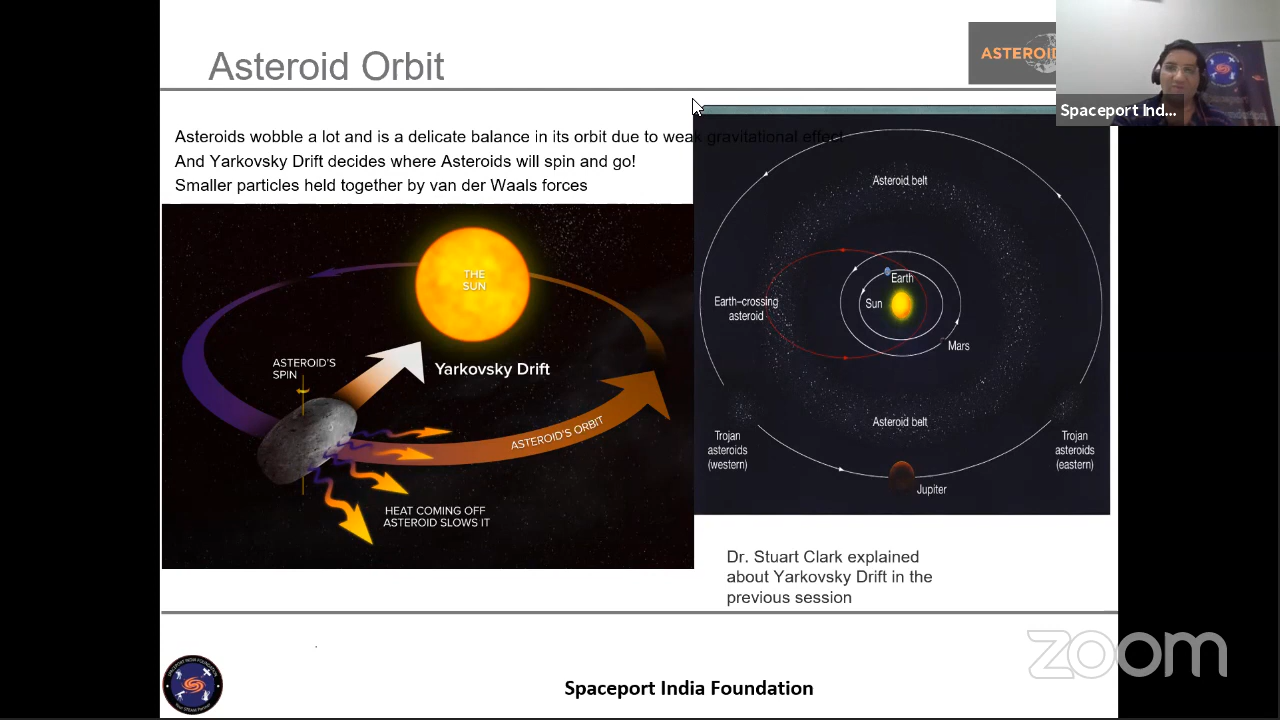 Asteroid Orbit
ASTEROID
Spaceport Ind...
Asteroids wobble a lot and is a delicate balance in its orbit due to weak gravitational effect
And Yarkovsky Drift decides where Asteroids will spin and go!
Smaller particles held together by van der Waals forces
THE
SUN
ASTEROID'S
SPIN
Yarkovsky Drift
ASTEROID'S ORBIT
HEAT COMING OFF
ASTEROID SLOWS IT
Asteroid belt
Earth
Sun
Earth–crossing
asteroid
Mars
Asteroid belt
Trojan
asteroids
(western)
Trojan
asteroids
(eastern)
Jupiter
Dr. Stuart Clark explained
about Yarkovsky Drift in the
previous session
zoom
SPACEPORT INDIA FOUNDATION
Spaceport India Foundation